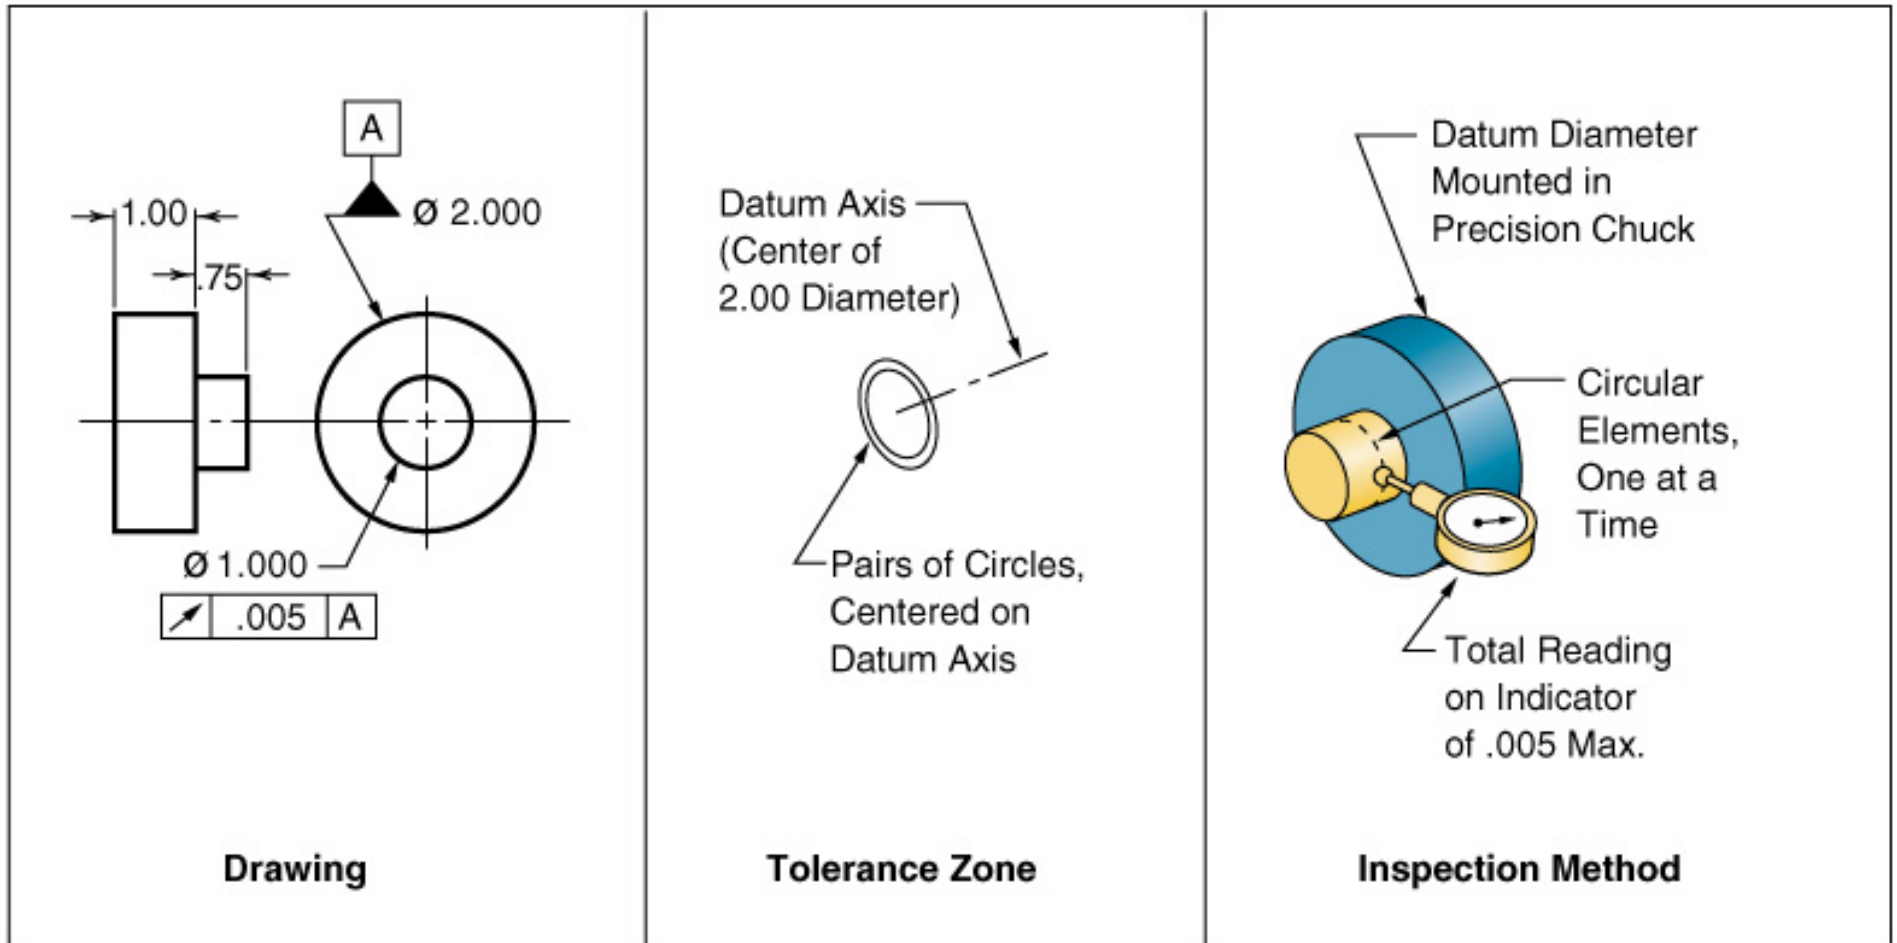 A
1.00
Ø 2.000
.75
Ø 1.000
.005
A
Drawing
Datum Axis
(Center of
2.00 Diameter)
Pairs of Circles,
Centered on
Datum Axis
Tolerance Zone
Datum Diameter
Mounted in
Precision Chuck
Circular
Elements,
One at a
Time
Total Reading
on Indicator
of .005 Max.
Inspection Method